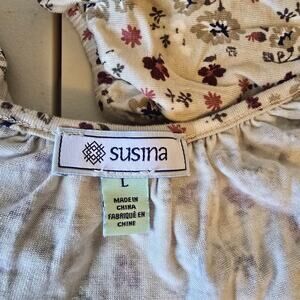 susina
L
MADE IN
CHINA
FABRIQUÉ EN
CHINE